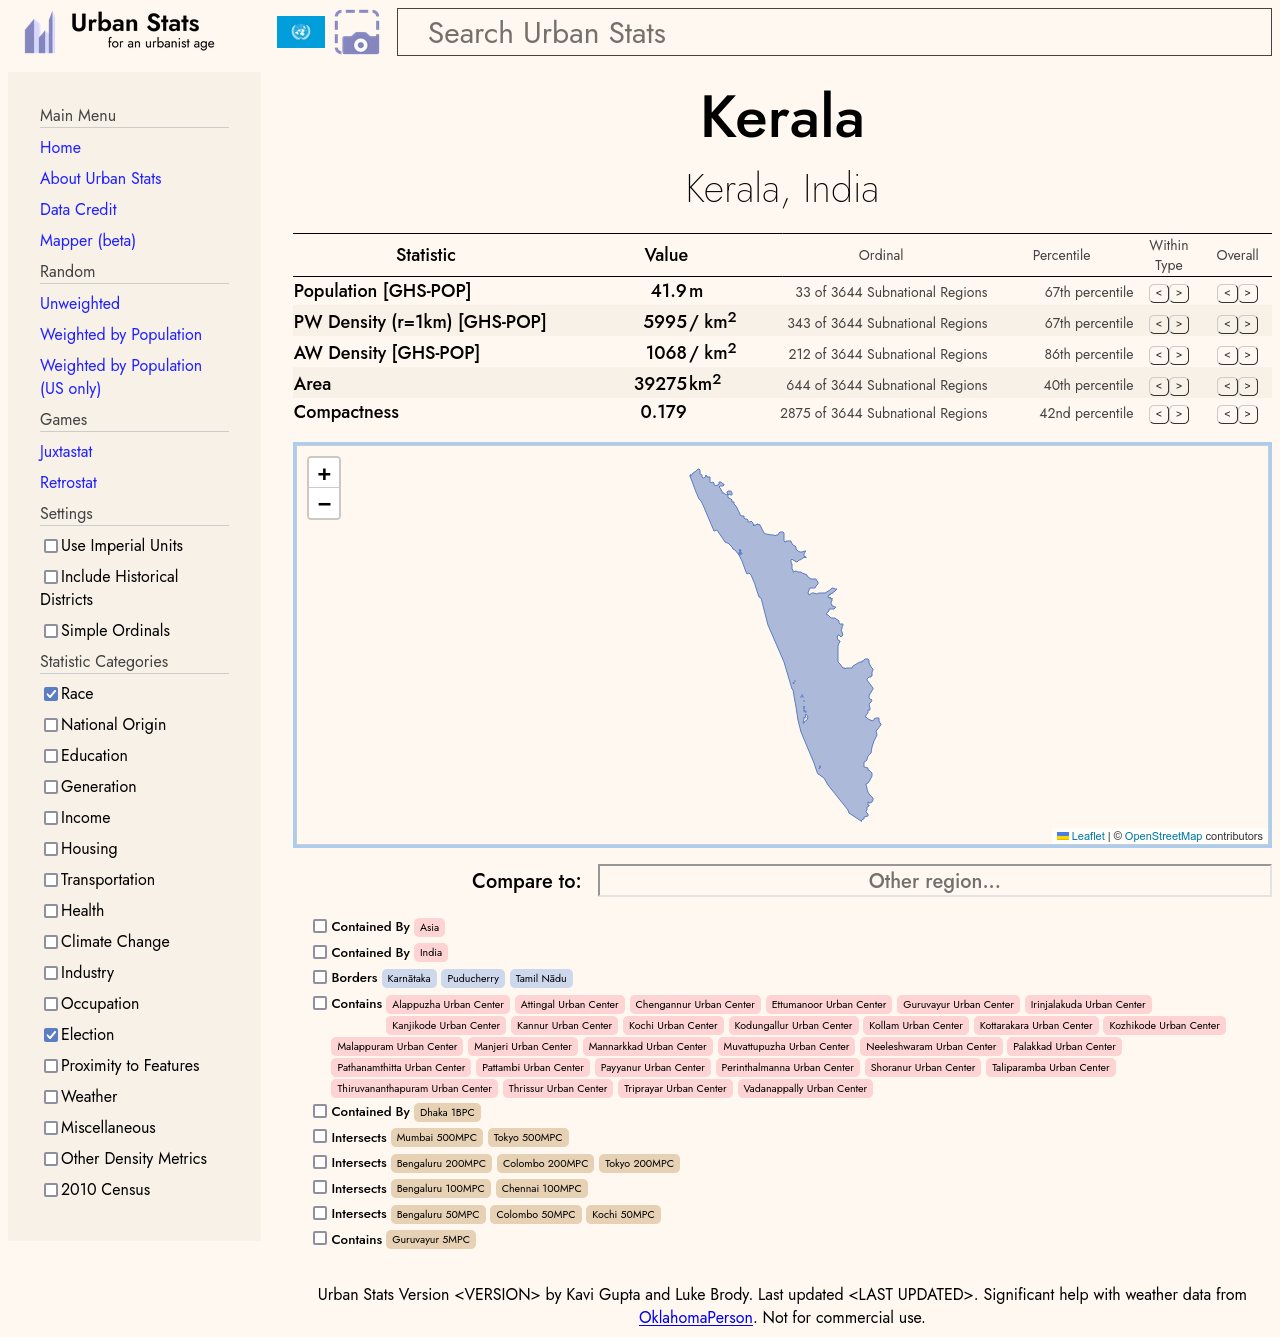 Urban Stats
for an urbanist age
Search Urban Stats
Main Menu
Home
About Urban Stats
Data Credit
Mapper (beta)
Random
Unweighted
Weighted by Population
Weighted by Population
(US only)
Games
Juxtastat
Retrostat
Settings
Use Imperial Units
Include Historical
Districts
Simple Ordinals
Statistic Categories
Race
National Origin
Education
Generation
Income
Housing
Transportation
Health
Climate Change
Industry
Occupation
Election
Proximity to Features
Weather
Miscellaneous
Other Density Metrics
2010 Census
Kerala
Kerala, India
Statistic Value Ordinal Percentile Within Type Overall
Population [GHS-POP] 41.9 m 33 of 3644 Subnational Regions 67th percentile < > < >
PW Density (r=1km) [GHS-POP] 5995 / km² 343 of 3644 Subnational Regions 67th percentile < > < >
AW Density [GHS-POP] 1068 / km² 212 of 3644 Subnational Regions 86th percentile < > < >
Area 39275 km² 644 of 3644 Subnational Regions 40th percentile < > < >
Compactness 0.179 2875 of 3644 Subnational Regions 42nd percentile < > < >
+
−
Leaflet | © OpenStreetMap contributors
Compare to: Other region...
Contained By Asia
Contained By India
Borders Karnātaka Puducherry Tamil Nādu
Contains Alappuzha Urban Center Attingal Urban Center Chengannur Urban Center Ettumanoor Urban Center Guruvayur Urban Center Irinjalakuda Urban Center
Kanjikode Urban Center Kannur Urban Center Kochi Urban Center Kodungallur Urban Center Kollam Urban Center Kottarakara Urban Center Kozhikode Urban Center
Malappuram Urban Center Manjeri Urban Center Mannarkkad Urban Center Muvattupuzha Urban Center Neeleshwaram Urban Center Palakkad Urban Center
Pathanamthitta Urban Center Pattambi Urban Center Payyanur Urban Center Perinthalmanna Urban Center Shoranur Urban Center Taliparamba Urban Center
Thiruvananthapuram Urban Center Thrissur Urban Center Triprayar Urban Center Vadanappally Urban Center
Contained By Dhaka 1BPC
Intersects Mumbai 500MPC Tokyo 500MPC
Intersects Bengaluru 200MPC Colombo 200MPC Tokyo 200MPC
Intersects Bengaluru 100MPC Chennai 100MPC
Intersects Bengaluru 50MPC Colombo 50MPC Kochi 50MPC
Contains Guruvayur 5MPC
Urban Stats Version <VERSION> by Kavi Gupta and Luke Brody. Last updated <LAST UPDATED>. Significant help with weather data from
OklahomaPerson. Not for commercial use.